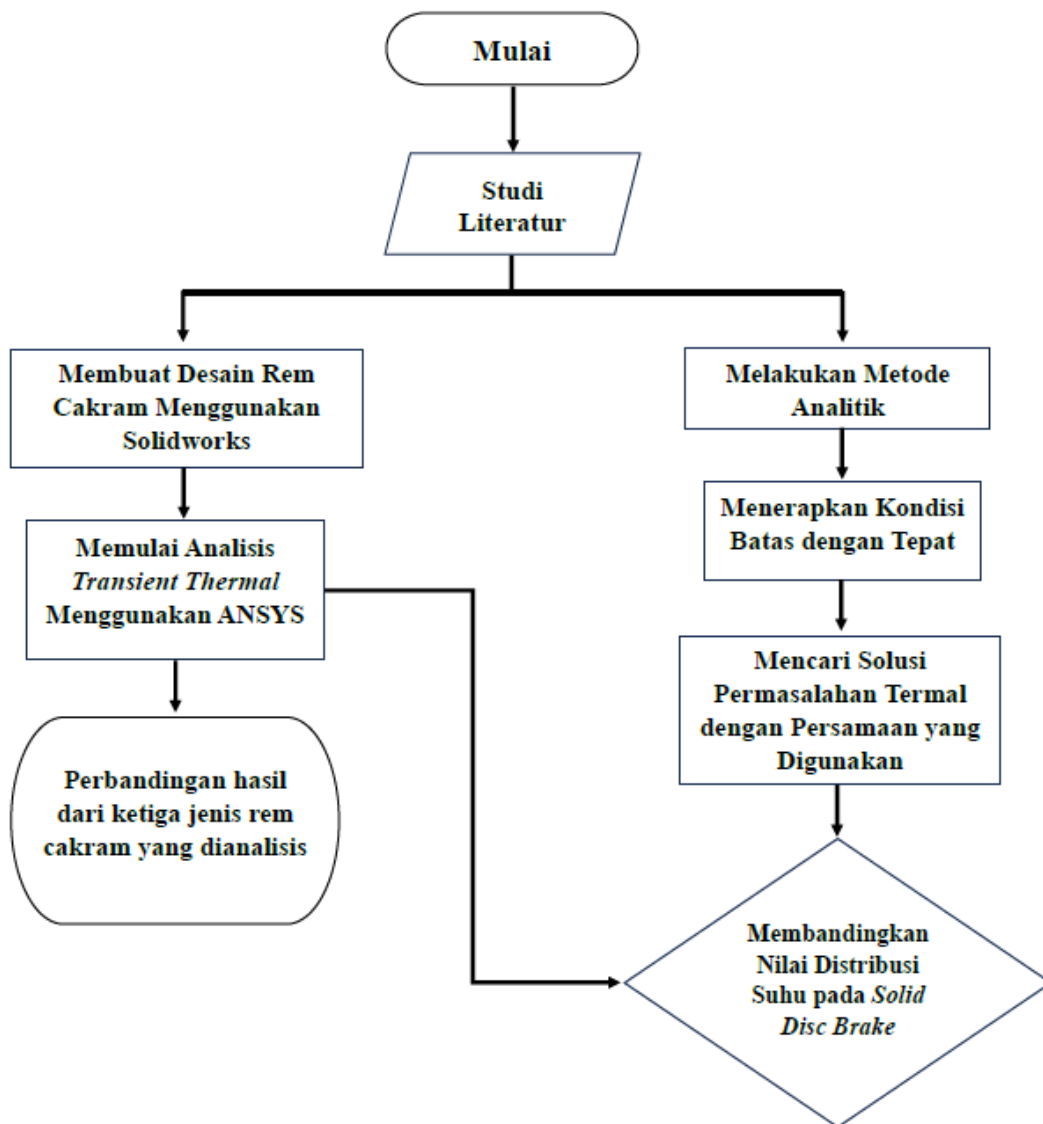 Mulai
Studi
Literatur
Membuat Desain Rem
Cakram Menggunakan
Solidworks
Memulai Analisis
Transient Thermal
Menggunakan ANSYS
Perbandingan hasil
dari ketiga jenis rem
cakram yang dianalisis
Melakukan Metode
Analitik
Menerapkan Kondisi
Batas dengan Tepat
Mencari Solusi
Permasalahan Termal
dengan Persamaan yang
Digunakan
Membandingkan
Nilai Distribusi
Suhu pada Solid
Disc Brake